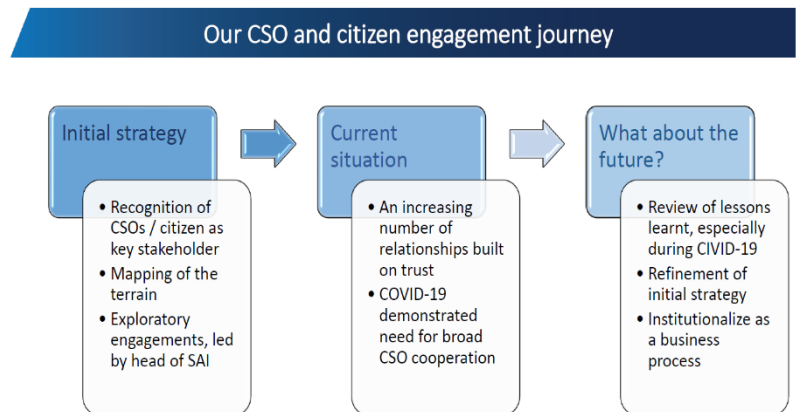 Our CSO and citizen engagement journey
Initial strategy
• Recognition of
CSOs / citizen as
key stakeholder
• Mapping of the
terrain
• Exploratory
engagements, led
by head of SAI
Current
situation
• An increasing
number of
relationships built
on trust
• COVID-19
demonstrated
need for broad
CSO cooperation
What about the
future?
• Review of lessons
learnt, especially
during CIVID-19
• Refinement of
initial strategy
• Institutionalize as
a business
process